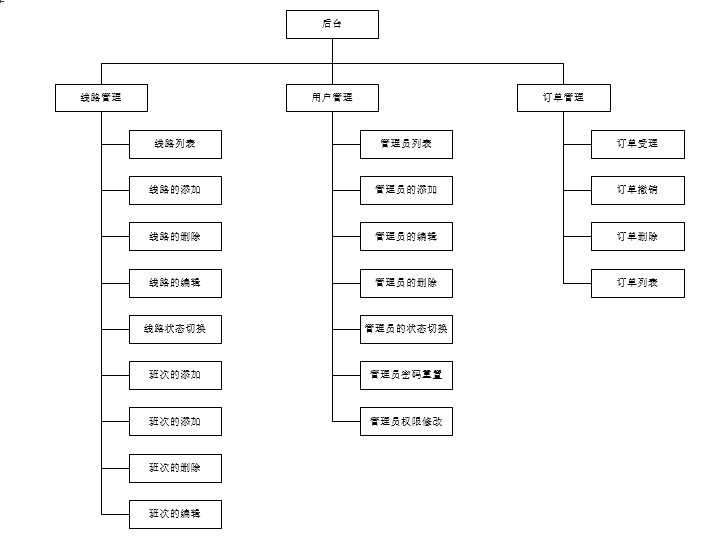 后台
线路管理
用户管理
订单管理
线路列表
线路的添加
线路的删除
线路的编辑
线路状态切换
班次的添加
班次的添加
班次的删除
班次的编辑
管理员列表
管理员的添加
管理员的编辑
管理员的删除
管理员的状态切换
管理员密码重置
管理员权限修改
订单受理
订单撤销
订单删除
订单列表